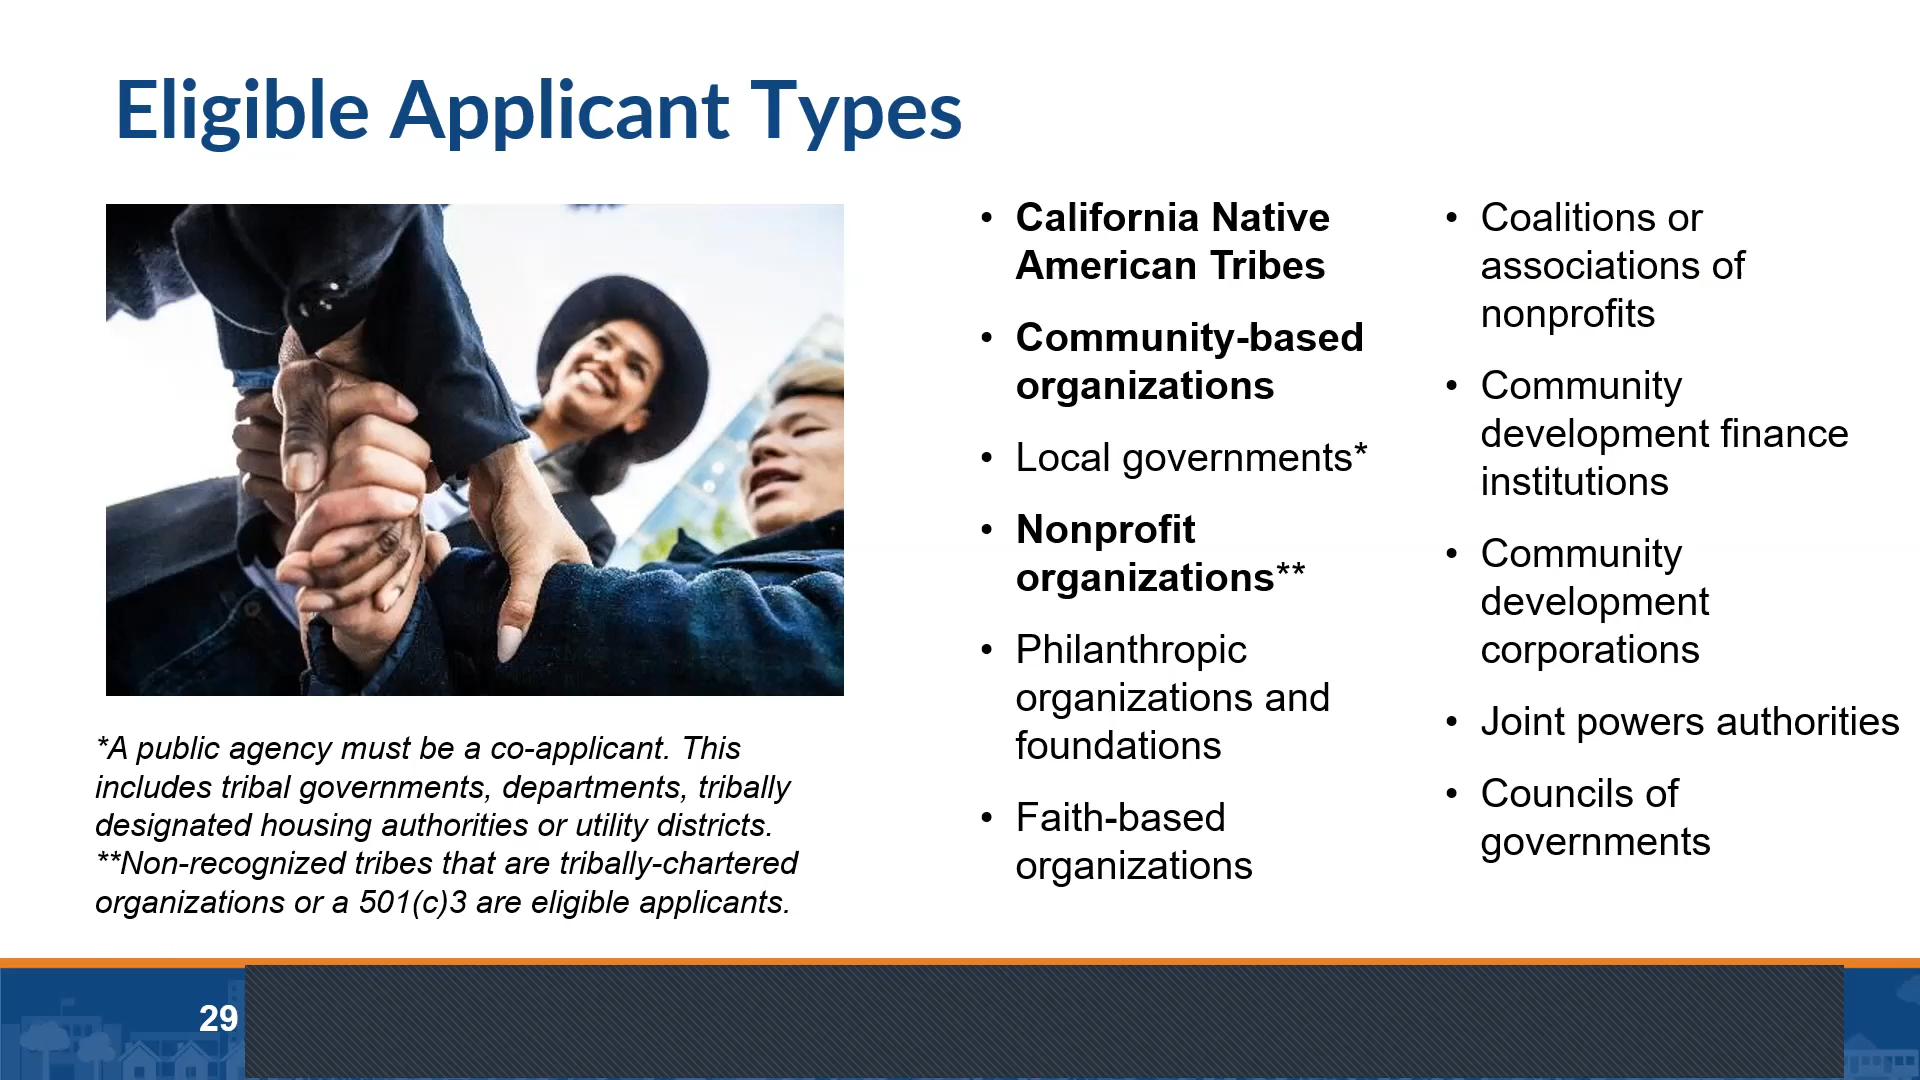 Eligible Applicant Types
• California Native
American Tribes
• Community-based
organizations
• Local governments*
• Nonprofit
organizations**
• Philanthropic
organizations and
foundations
• Faith-based
organizations
• Coalitions or
associations of
nonprofits
• Community
development finance
institutions
• Community
development
corporations
• Joint powers authorities
• Councils of
governments
*A public agency must be a co-applicant. This
includes tribal governments, departments, tribally
designated housing authorities or utility districts.
**Non-recognized tribes that are tribally-chartered
organizations or a 501(c)3 are eligible applicants.
29